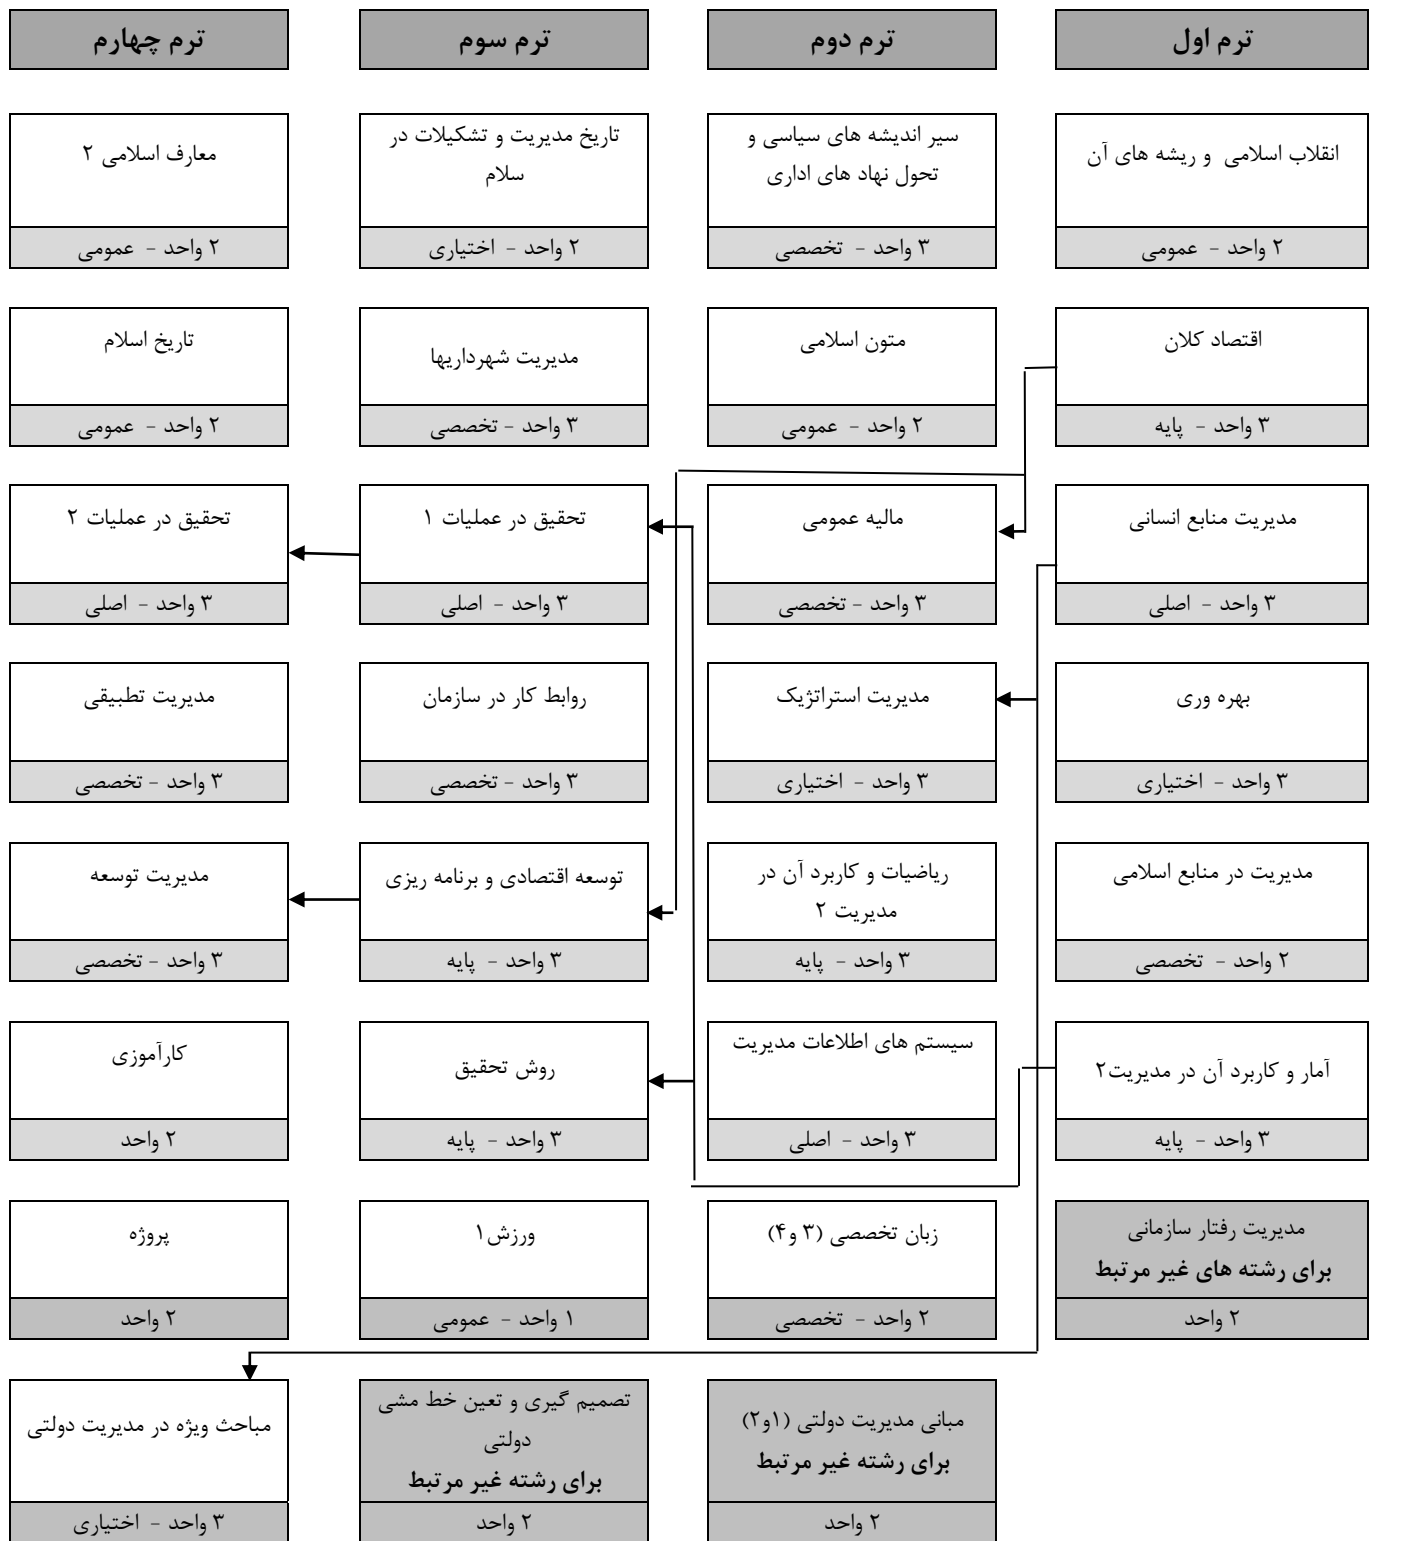 ترم اول
ترم دوم
ترم سوم
ترم چهارم
انقلاب اسلامی و ریشه های آن
۲ واحد - عمومی
سیر اندیشه های سیاسی و
تحول نهاد های اداری
۳ واحد - تخصصی
تاریخ مدیریت و تشکیلات در
سلام
۲ واحد - اختیاری
معارف اسلامی ۲
۲ واحد - عمومی
اقتصاد کلان
۳ واحد - پایه
متون اسلامی
۲ واحد - عمومی
مدیریت شهرداریها
۳ واحد - تخصصی
تاریخ اسلام
۲ واحد - عمومی
مدیریت منابع انسانی
۳ واحد - اصلی
مالیه عمومی
۳ واحد - تخصصی
تحقیق در عملیات ۱
۳ واحد - اصلی
تحقیق در عملیات ۲
۳ واحد - اصلی
بهره وری
۳ واحد - اختیاری
مدیریت استراتژیک
۳ واحد - اختیاری
روابط کار در سازمان
۳ واحد - تخصصی
مدیریت تطبیقی
۳ واحد - تخصصی
مدیریت در منابع اسلامی
۲ واحد - تخصصی
ریاضیات و کاربرد آن در
مدیریت ۲
۳ واحد - پایه
توسعه اقتصادی و برنامه ریزی
۳ واحد - پایه
مدیریت توسعه
۳ واحد - تخصصی
آمار و کاربرد آن در مدیریت۲
۳ واحد - پایه
سیستم های اطلاعات مدیریت
۳ واحد - اصلی
روش تحقیق
۳ واحد - پایه
کارآموزی
۲ واحد
مدیریت رفتار سازمانی
برای رشته های غیر مرتبط
۲ واحد
زبان تخصصی (۳ و۴)
۲ واحد - تخصصی
ورزش۱
۱ واحد - عمومی
پروژه
۲ واحد
مبانی مدیریت دولتی (۱و۲)
برای رشته غیر مرتبط
۲ واحد
تصمیم گیری و تعین خط مشی
دولتی
برای رشته غیر مرتبط
۲ واحد
مباحث ویژه در مدیریت دولتی
۳ واحد - اختیاری